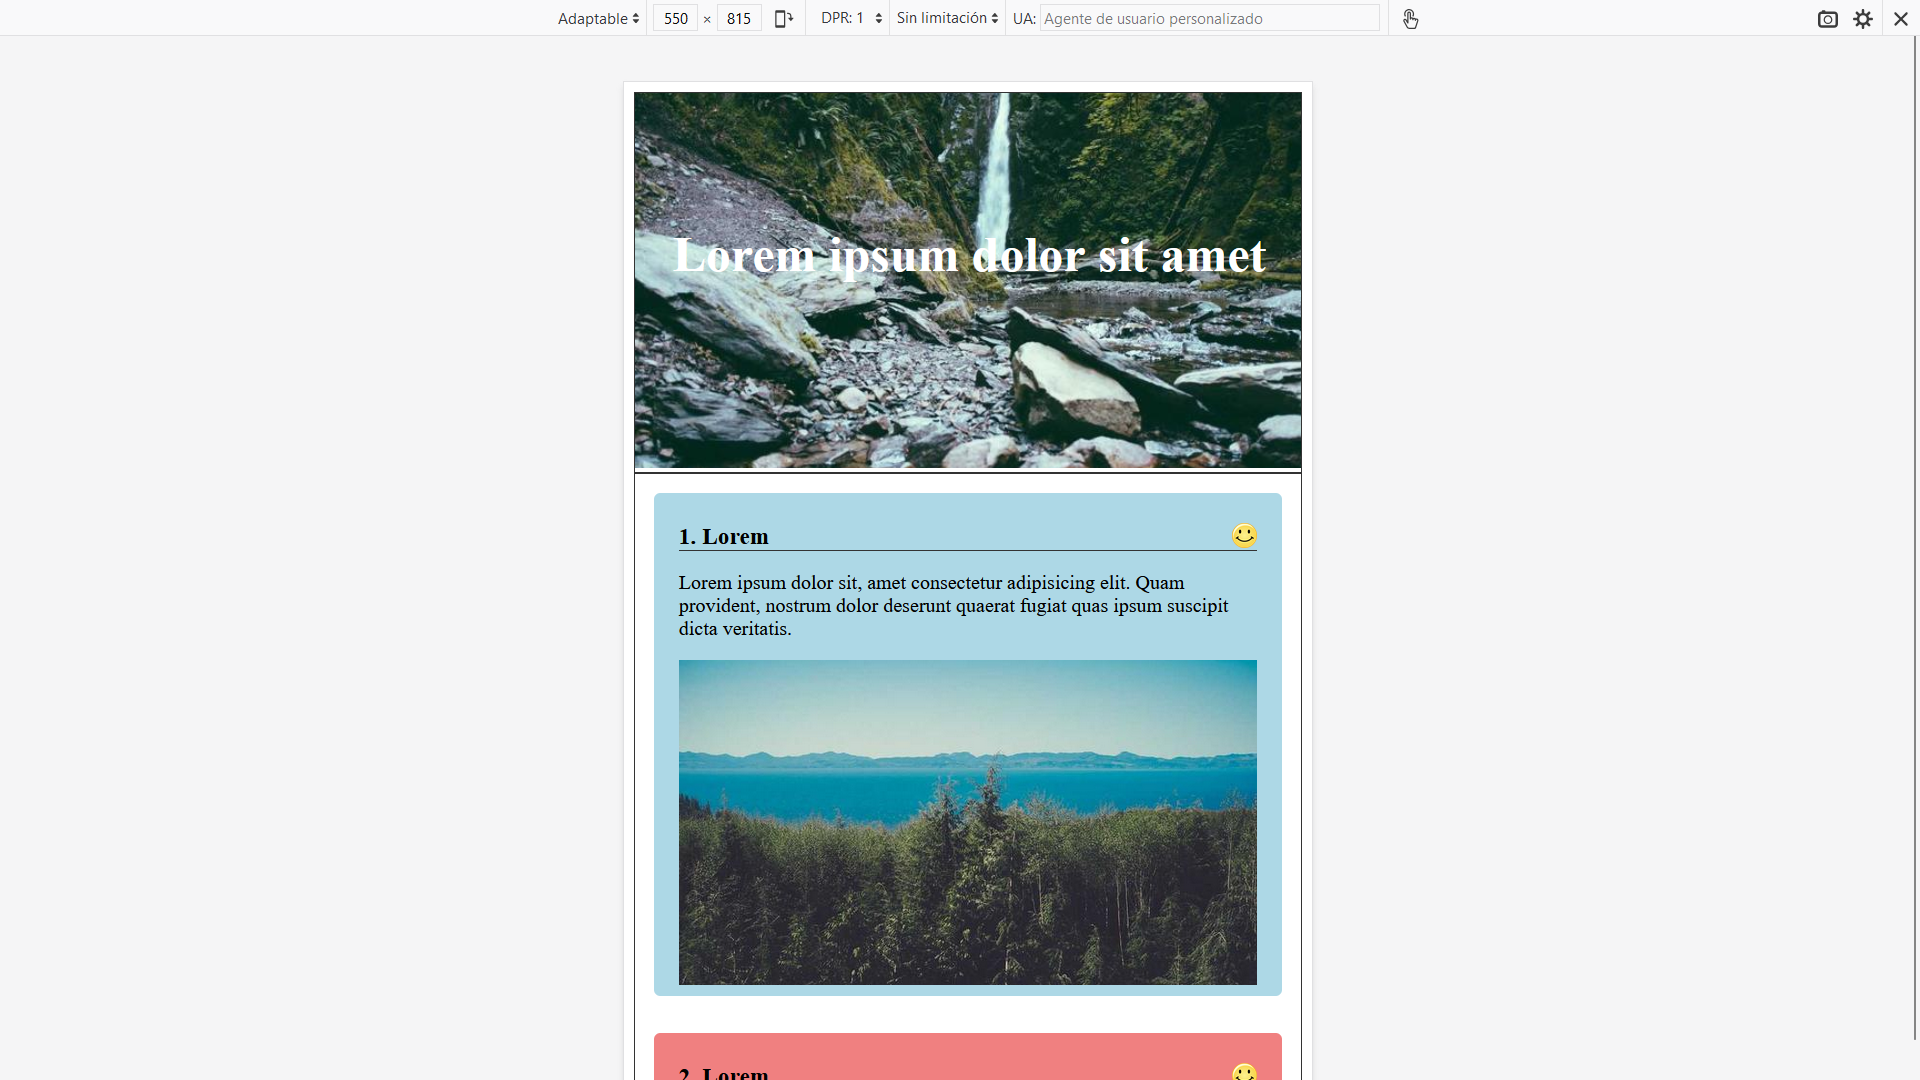 Adaptable 550 × 815 DPR: 1 Sin limitación UA: Agente de usuario personalizado
Lorem ipsum dolor sit amet
1. Lorem
Lorem ipsum dolor sit, amet consectetur adipisicing elit. Quam
provident, nostrum dolor deserunt quaerat fugiat quas ipsum suscipit
dicta veritatis.
2. Lorem